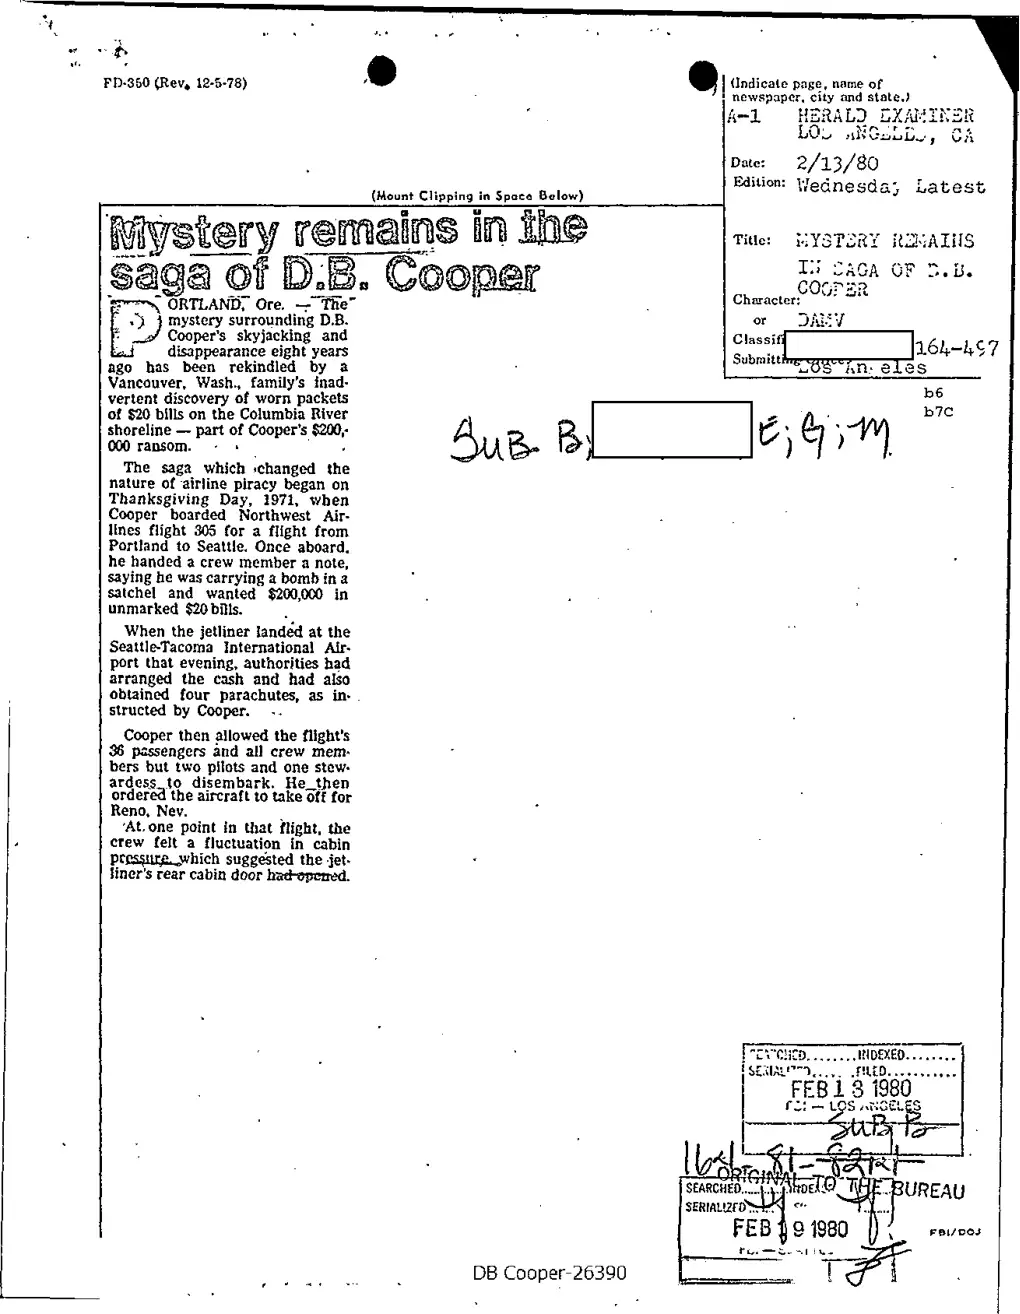 FD-350 (Rev. 12-5-78)
(Indicate page, name of
newspaper, city and state.)
A-1 HERALD EXAMINER
LOS ANGELES, CA
Date: 2/13/80
Edition: Wednesday Latest
(Mount Clipping in Space Below)
Title: MYSTERY REMAINS
IN SAGA OF D.B.
COOPER
Character:
or
Classifi
Submitting
164-497
Los Angeles
b6
b7C
Mystery remains in the
saga of D.B. Cooper
PORTLAND, Ore. — The
mystery surrounding D.B.
Cooper's skyjacking and
disappearance eight years
ago has been rekindled by a
Vancouver, Wash., family's inad-
vertent discovery of worn packets
of $20 bills on the Columbia River
shoreline — part of Cooper's $200,-
000 ransom.
The saga which changed the
nature of airline piracy began on
Thanksgiving Day, 1971, when
Cooper boarded Northwest Air-
lines flight 305 for a flight from
Portland to Seattle. Once aboard,
he handed a crew member a note,
saying he was carrying a bomb in a
satchel and wanted $200,000 in
unmarked $20 bills.
When the jetliner landed at the
Seattle-Tacoma International Air-
port that evening, authorities had
arranged the cash and had also
obtained four parachutes, as in-
structed by Cooper.
Cooper then allowed the flight's
36 passengers and all crew mem-
bers but two pilots and one stew-
ardess to disembark. He then
ordered the aircraft to take off for
Reno, Nev.
At one point in that flight, the
crew felt a fluctuation in cabin
pressure which suggested the jet-
liner's rear cabin door had opened.
Sub B; E; G; M
SEARCHED........INDEXED........
SERIALIZED.......FILED...........
FEB 13 1980
FBI — LOS ANGELES
Sub B
ORIGINAL TO THE BUREAU
SEARCHED
SERIALIZED
FEB 19 1980
FBI/DOJ
DB Cooper-26390